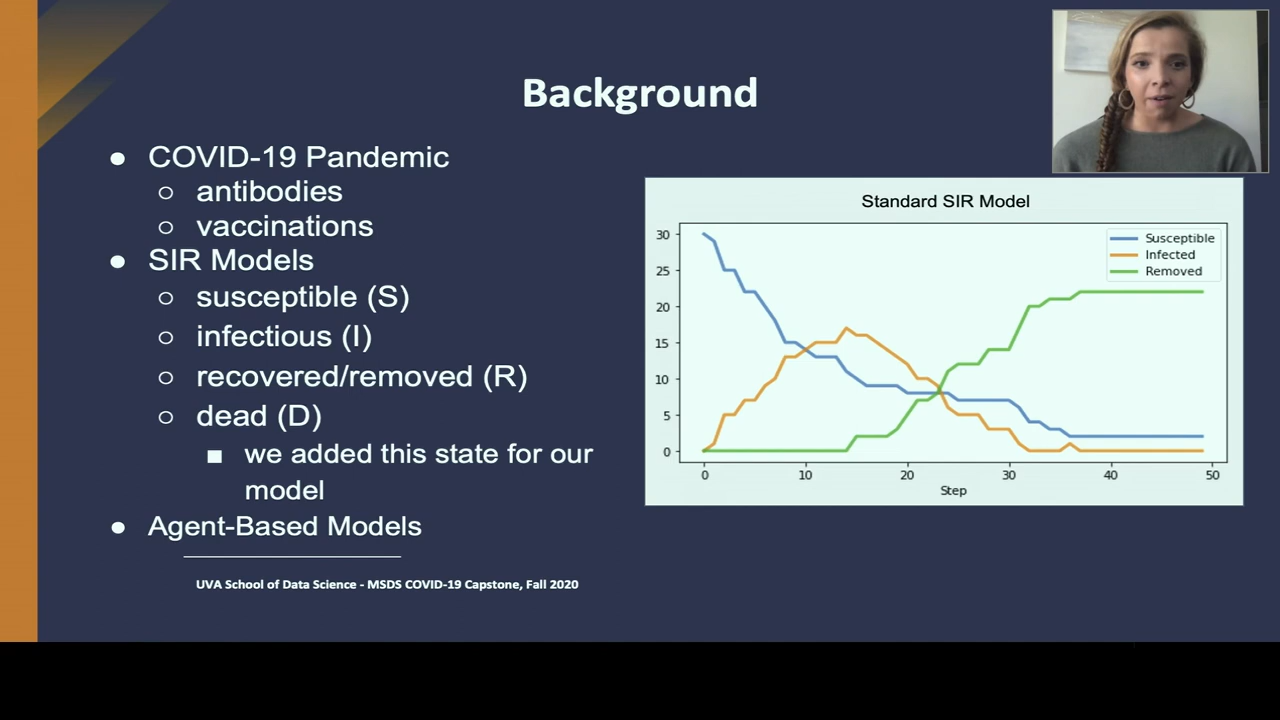 Background
● COVID-19 Pandemic
○ antibodies
○ vaccinations
● SIR Models
○ susceptible (S)
○ infectious (I)
○ recovered/removed (R)
○ dead (D)
■ we added this state for our
model
● Agent-Based Models
UVA School of Data Science - MSDS COVID-19 Capstone, Fall 2020
Standard SIR Model
Susceptible
Infected
Removed
30
25
20
15
10
5
0
0 10 20 30 40 50
Step